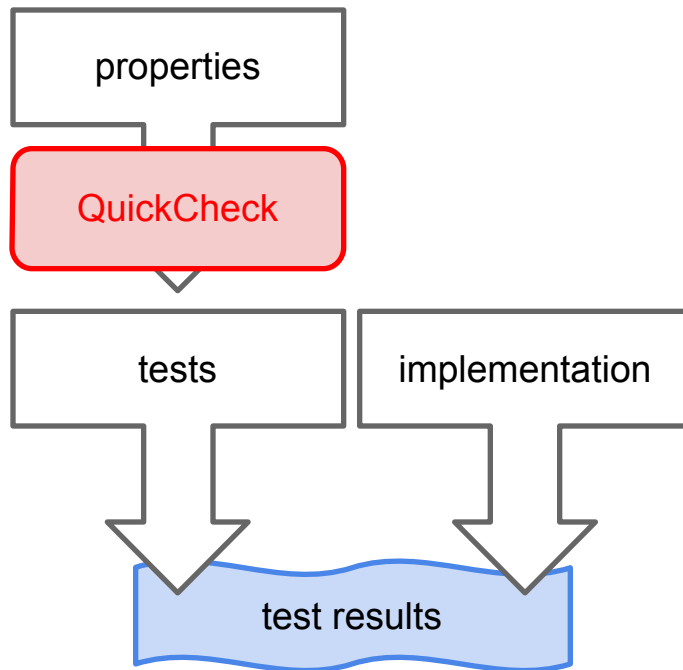 properties
QuickCheck
tests
implementation
test results